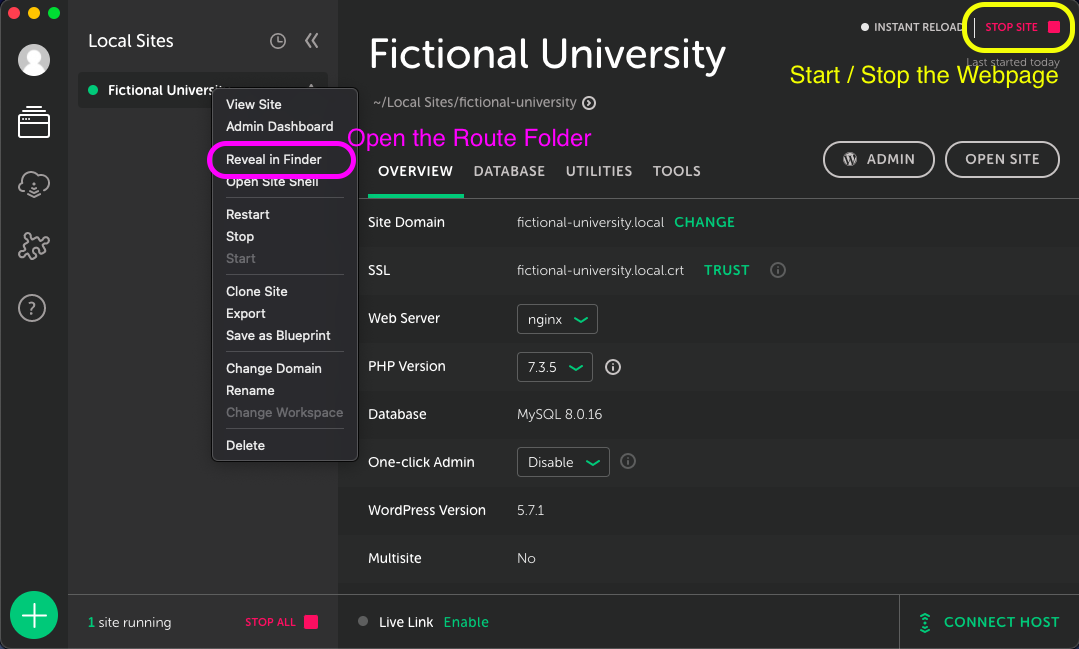 Local Sites
Fictional University
View Site
Admin Dashboard
Reveal in Finder
Open Site Shell
Restart
Stop
Start
Clone Site
Export
Save as Blueprint
Change Domain
Rename
Change Workspace
Delete
1 site running
STOP ALL
INSTANT RELOAD
STOP SITE
Last started today
Start / Stop the Webpage
Fictional University
~/Local Sites/fictional-university
Open the Route Folder
ADMIN
OPEN SITE
OVERVIEW DATABASE UTILITIES TOOLS
Site Domain fictional-university.local CHANGE
SSL fictional-university.local.crt TRUST
Web Server nginx
PHP Version 7.3.5
Database MySQL 8.0.16
One-click Admin Disable
WordPress Version 5.7.1
Multisite No
Live Link Enable
CONNECT HOST